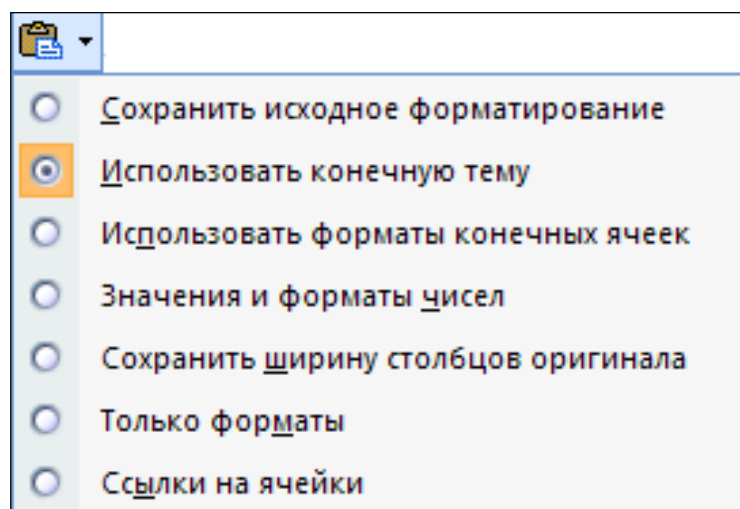 Сохранить исходное форматирование
Использовать конечную тему
Использовать форматы конечных ячеек
Значения и форматы чисел
Сохранить ширину столбцов оригинала
Только форматы
Ссылки на ячейки